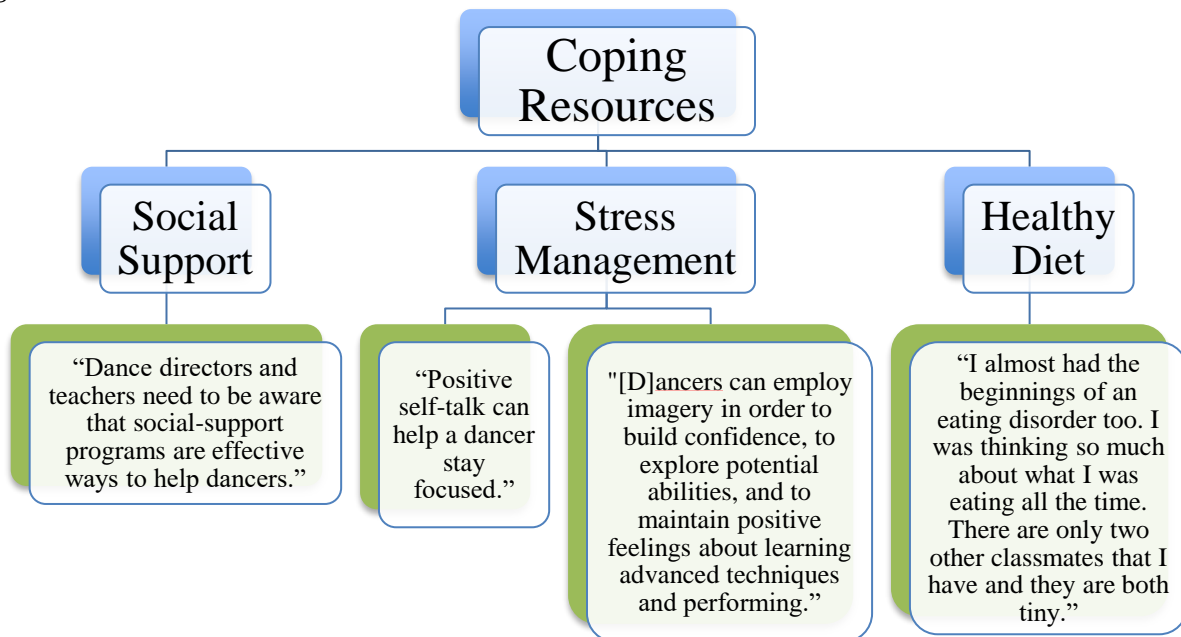 Coping
Resources
Social
Support
Stress
Management
Healthy
Diet
“Dance directors and
teachers need to be aware
that social-support
programs are effective
ways to help dancers.”
“Positive
self-talk can
help a dancer
stay
focused.”
"[D]ancers can employ
imagery in order to
build confidence, to
explore potential
abilities, and to
maintain positive
feelings about learning
advanced techniques
and performing.”
“I almost had the
beginnings of an
eating disorder too. I
was thinking so much
about what I was
eating all the time.
There are only two
other classmates that I
have and they are both
tiny.”